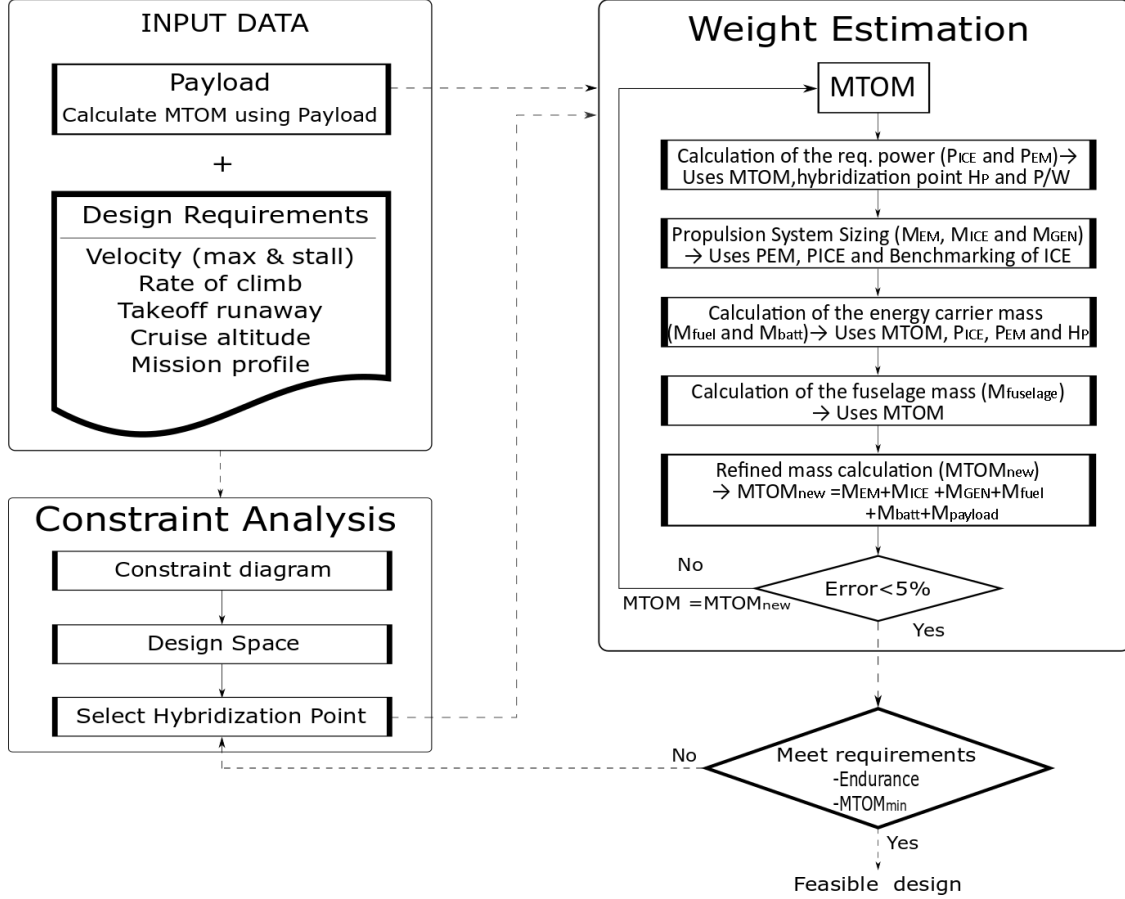 INPUT DATA
Payload
Calculate MTOM using Payload
+
Design Requirements
Velocity (max & stall)
Rate of climb
Takeoff runaway
Cruise altitude
Mission profile
Constraint Analysis
Constraint diagram
Design Space
Select Hybridization Point
Weight Estimation
MTOM
Calculation of the req. power (PICE and PEM)→
Uses MTOM,hybridization point HP and P/W
Propulsion System Sizing (MEM, MICE and MGEN)
→ Uses PEM, PICE and Benchmarking of ICE
Calculation of the energy carrier mass
(Mfuel and Mbatt)→ Uses MTOM, PICE, PEM and HP
Calculation of the fuselage mass (Mfuselage)
→ Uses MTOM
Refined mass calculation (MTOMnew)
→ MTOMnew =MEM+MICE +MGEN+Mfuel
+Mbatt+Mpayload
No
Error<5%
MTOM =MTOMnew
Yes
No
Meet requirements
-Endurance
-MTOMmin
Yes
Feasible design